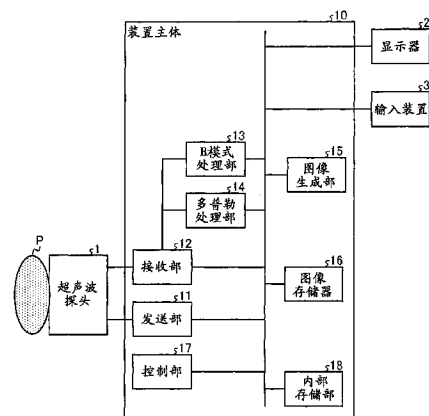 10
装置主体
2
显示器
3
输入装置
13
B模式
处理部
15
图像
生成部
14
多普勒
处理部
P
1
超声波
探头
12
接收部
16
图像
存储器
11
发送部
17
控制部
18
内部
存储部